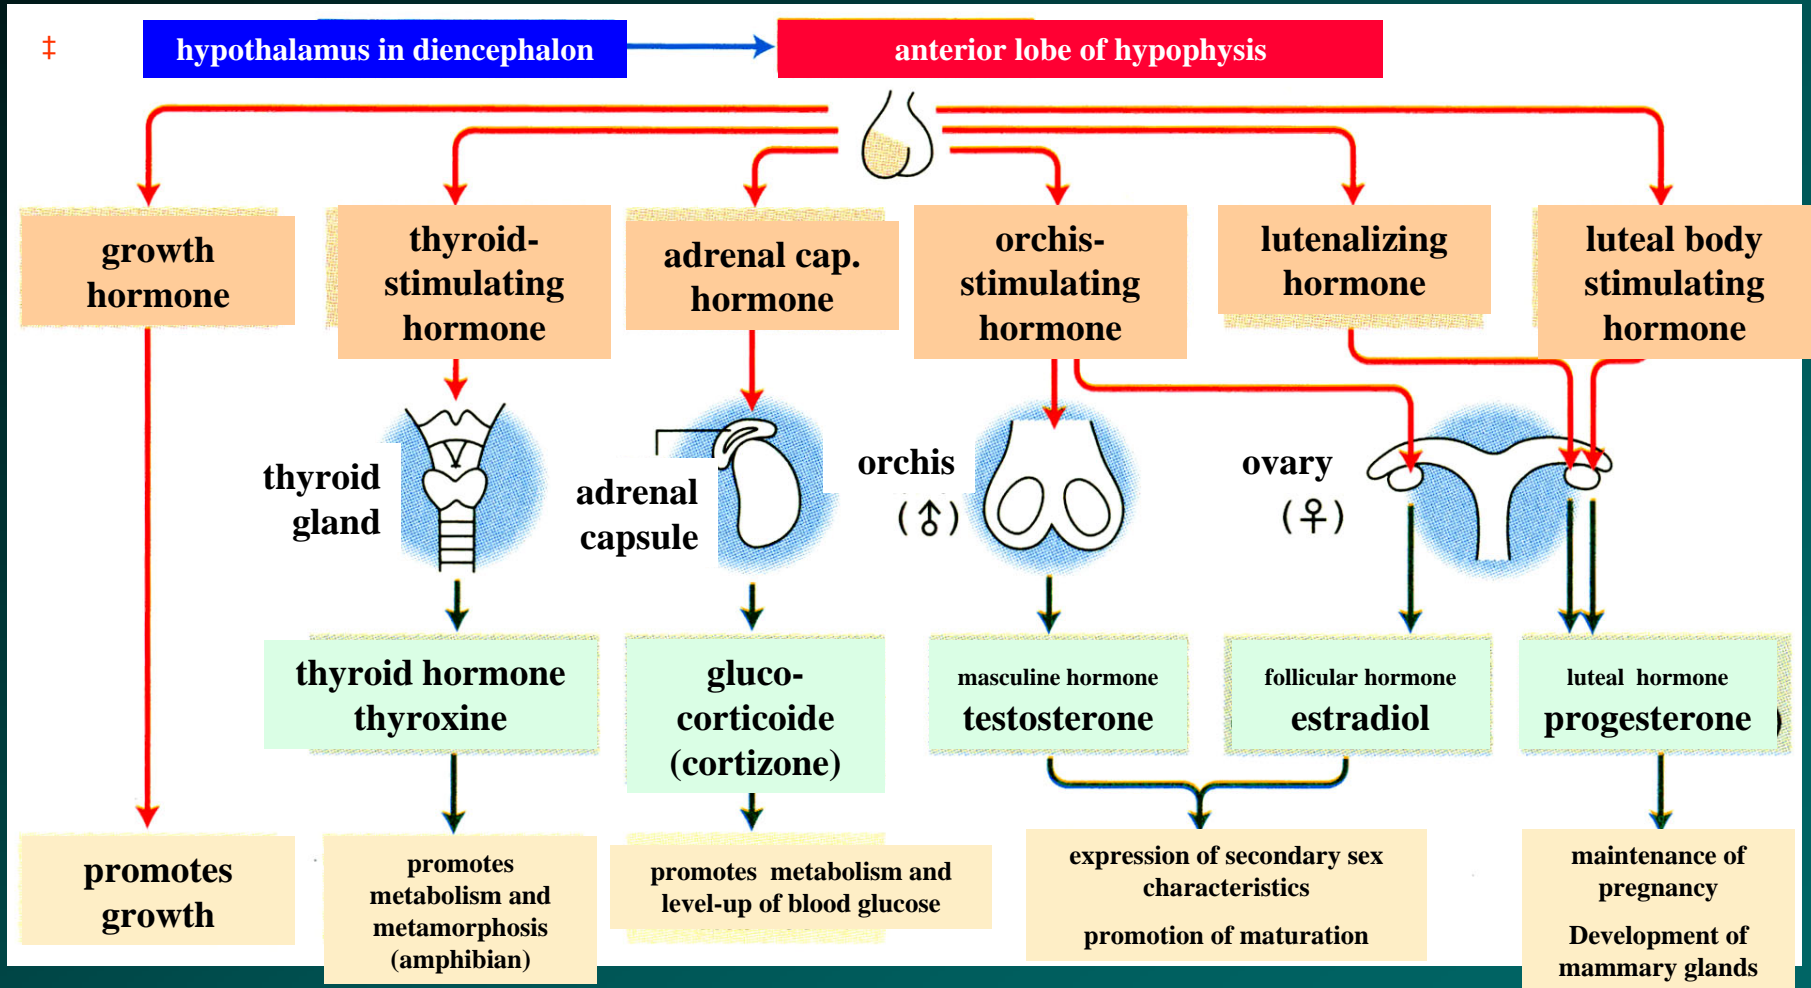 ‡
hypothalamus in diencephalon
anterior lobe of hypophysis
growth
hormone
thyroid-
stimulating
hormone
adrenal cap.
hormone
orchis-
stimulating
hormone
lutenalizing
hormone
luteal body
stimulating
hormone
thyroid
gland
adrenal
capsule
orchis
(♂)
ovary
(♀)
thyroid hormone
thyroxine
gluco-
corticoide
(cortizone)
masculine hormone
testosterone
follicular hormone
estradiol
luteal hormone
progesterone )
promotes
growth
promotes
metabolism and
metamorphosis
(amphibian)
promotes metabolism and
level-up of blood glucose
expression of secondary sex
characteristics
promotion of maturation
maintenance of
pregnancy
Development of
mammary glands